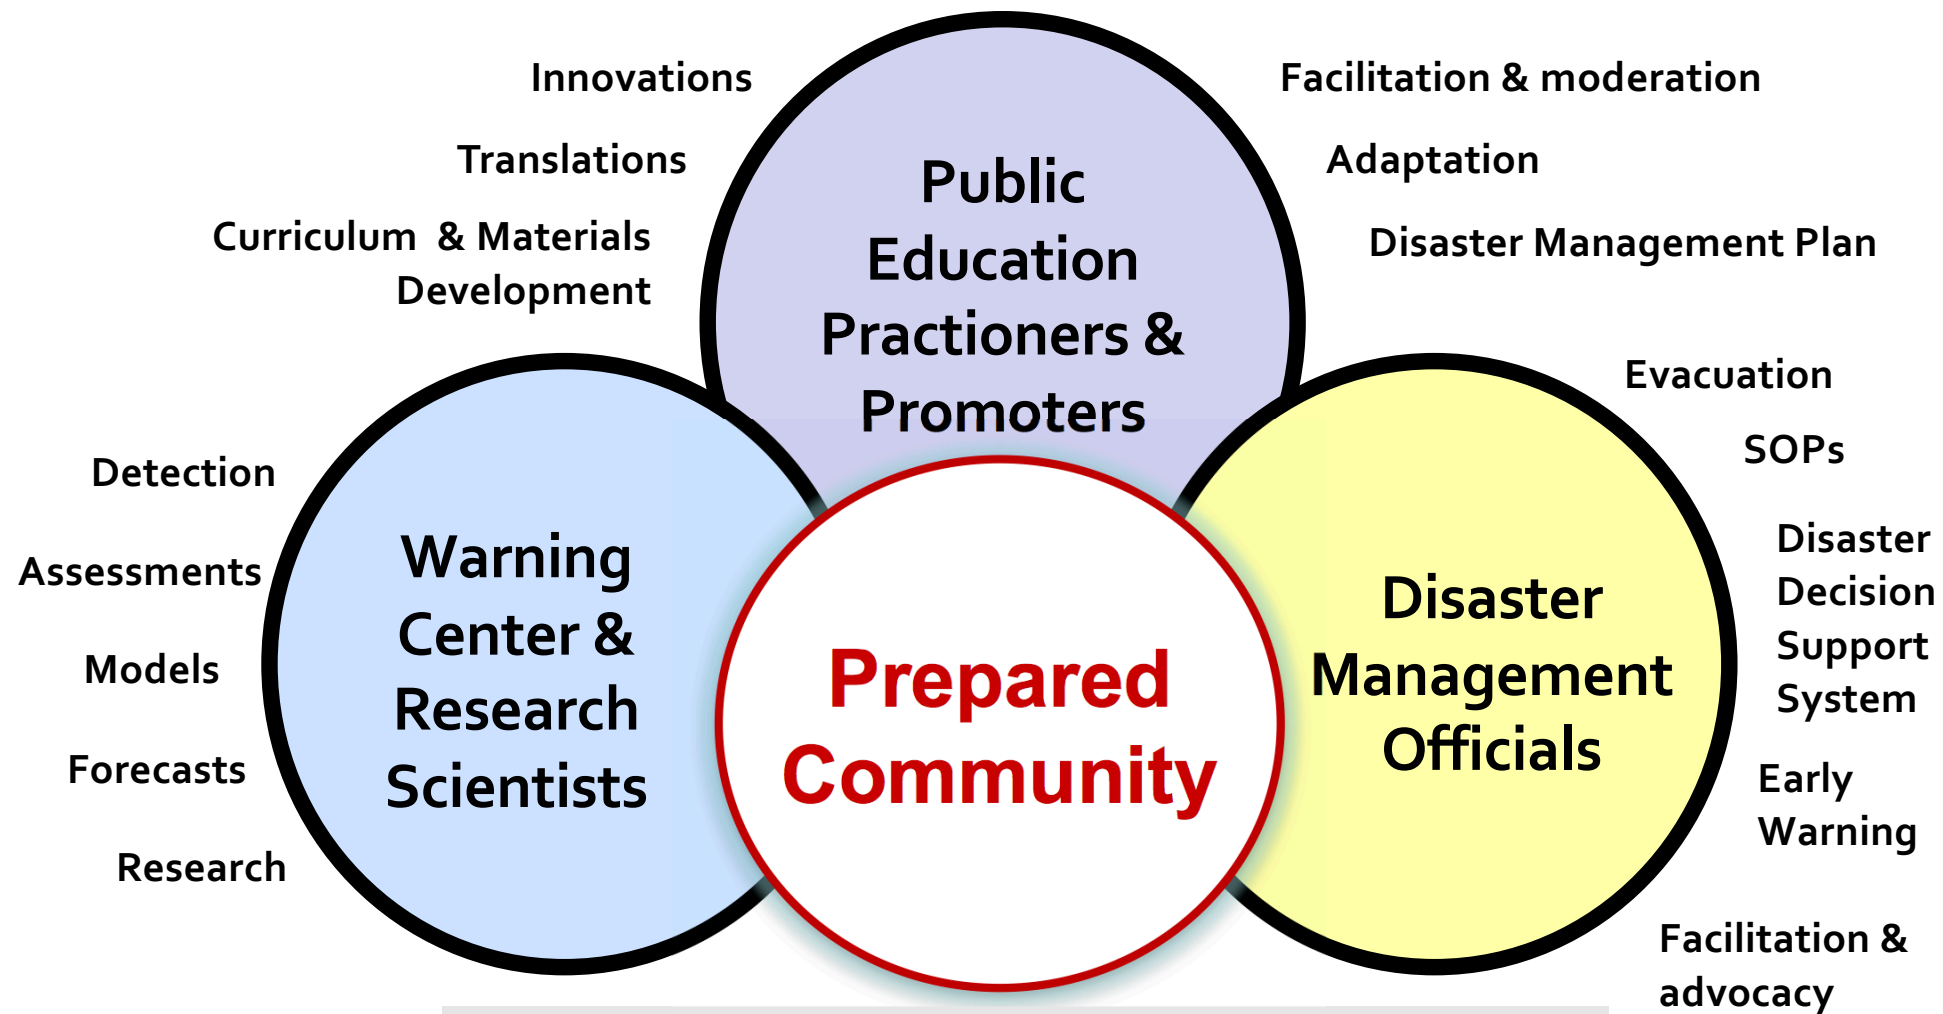 Innovations
Translations
Curriculum & Materials
Development
Facilitation & moderation
Adaptation
Disaster Management Plan
Public
Education
Practioners &
Promoters
Detection
Assessments
Models
Forecasts
Research
Warning
Center &
Research
Scientists
Prepared
Community
Disaster
Management
Officials
Evacuation
SOPs
Disaster
Decision
Support
System
Early
Warning
Facilitation &
advocacy